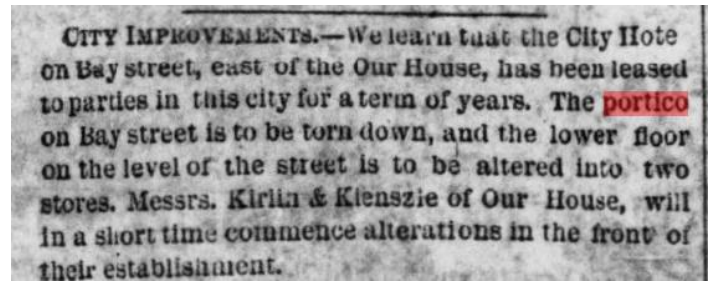 CITY IMPROVEMENTS.—We learn that the City Hote
on Bay street, east of the Our House, has been leased
to parties in this city for a term of years. The portico
on Bay street is to be torn down, and the lower floor
on the level of the street is to be altered into two
stores. Messrs. Kirlin & Kienszie of Our House, will
in a short time commence alterations in the front of
their establishment.